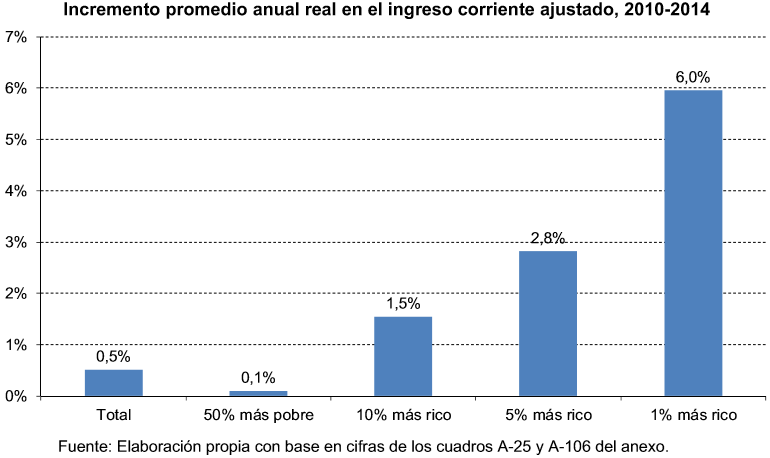 Incremento promedio anual real en el ingreso corriente ajustado, 2010-2014
7%
6%
5%
4%
3%
2%
1%
0%
0,5%
0,1%
1,5%
2,8%
6,0%
Total
50% más pobre
10% más rico
5% más rico
1% más rico
Fuente: Elaboración propia con base en cifras de los cuadros A-25 y A-106 del anexo.